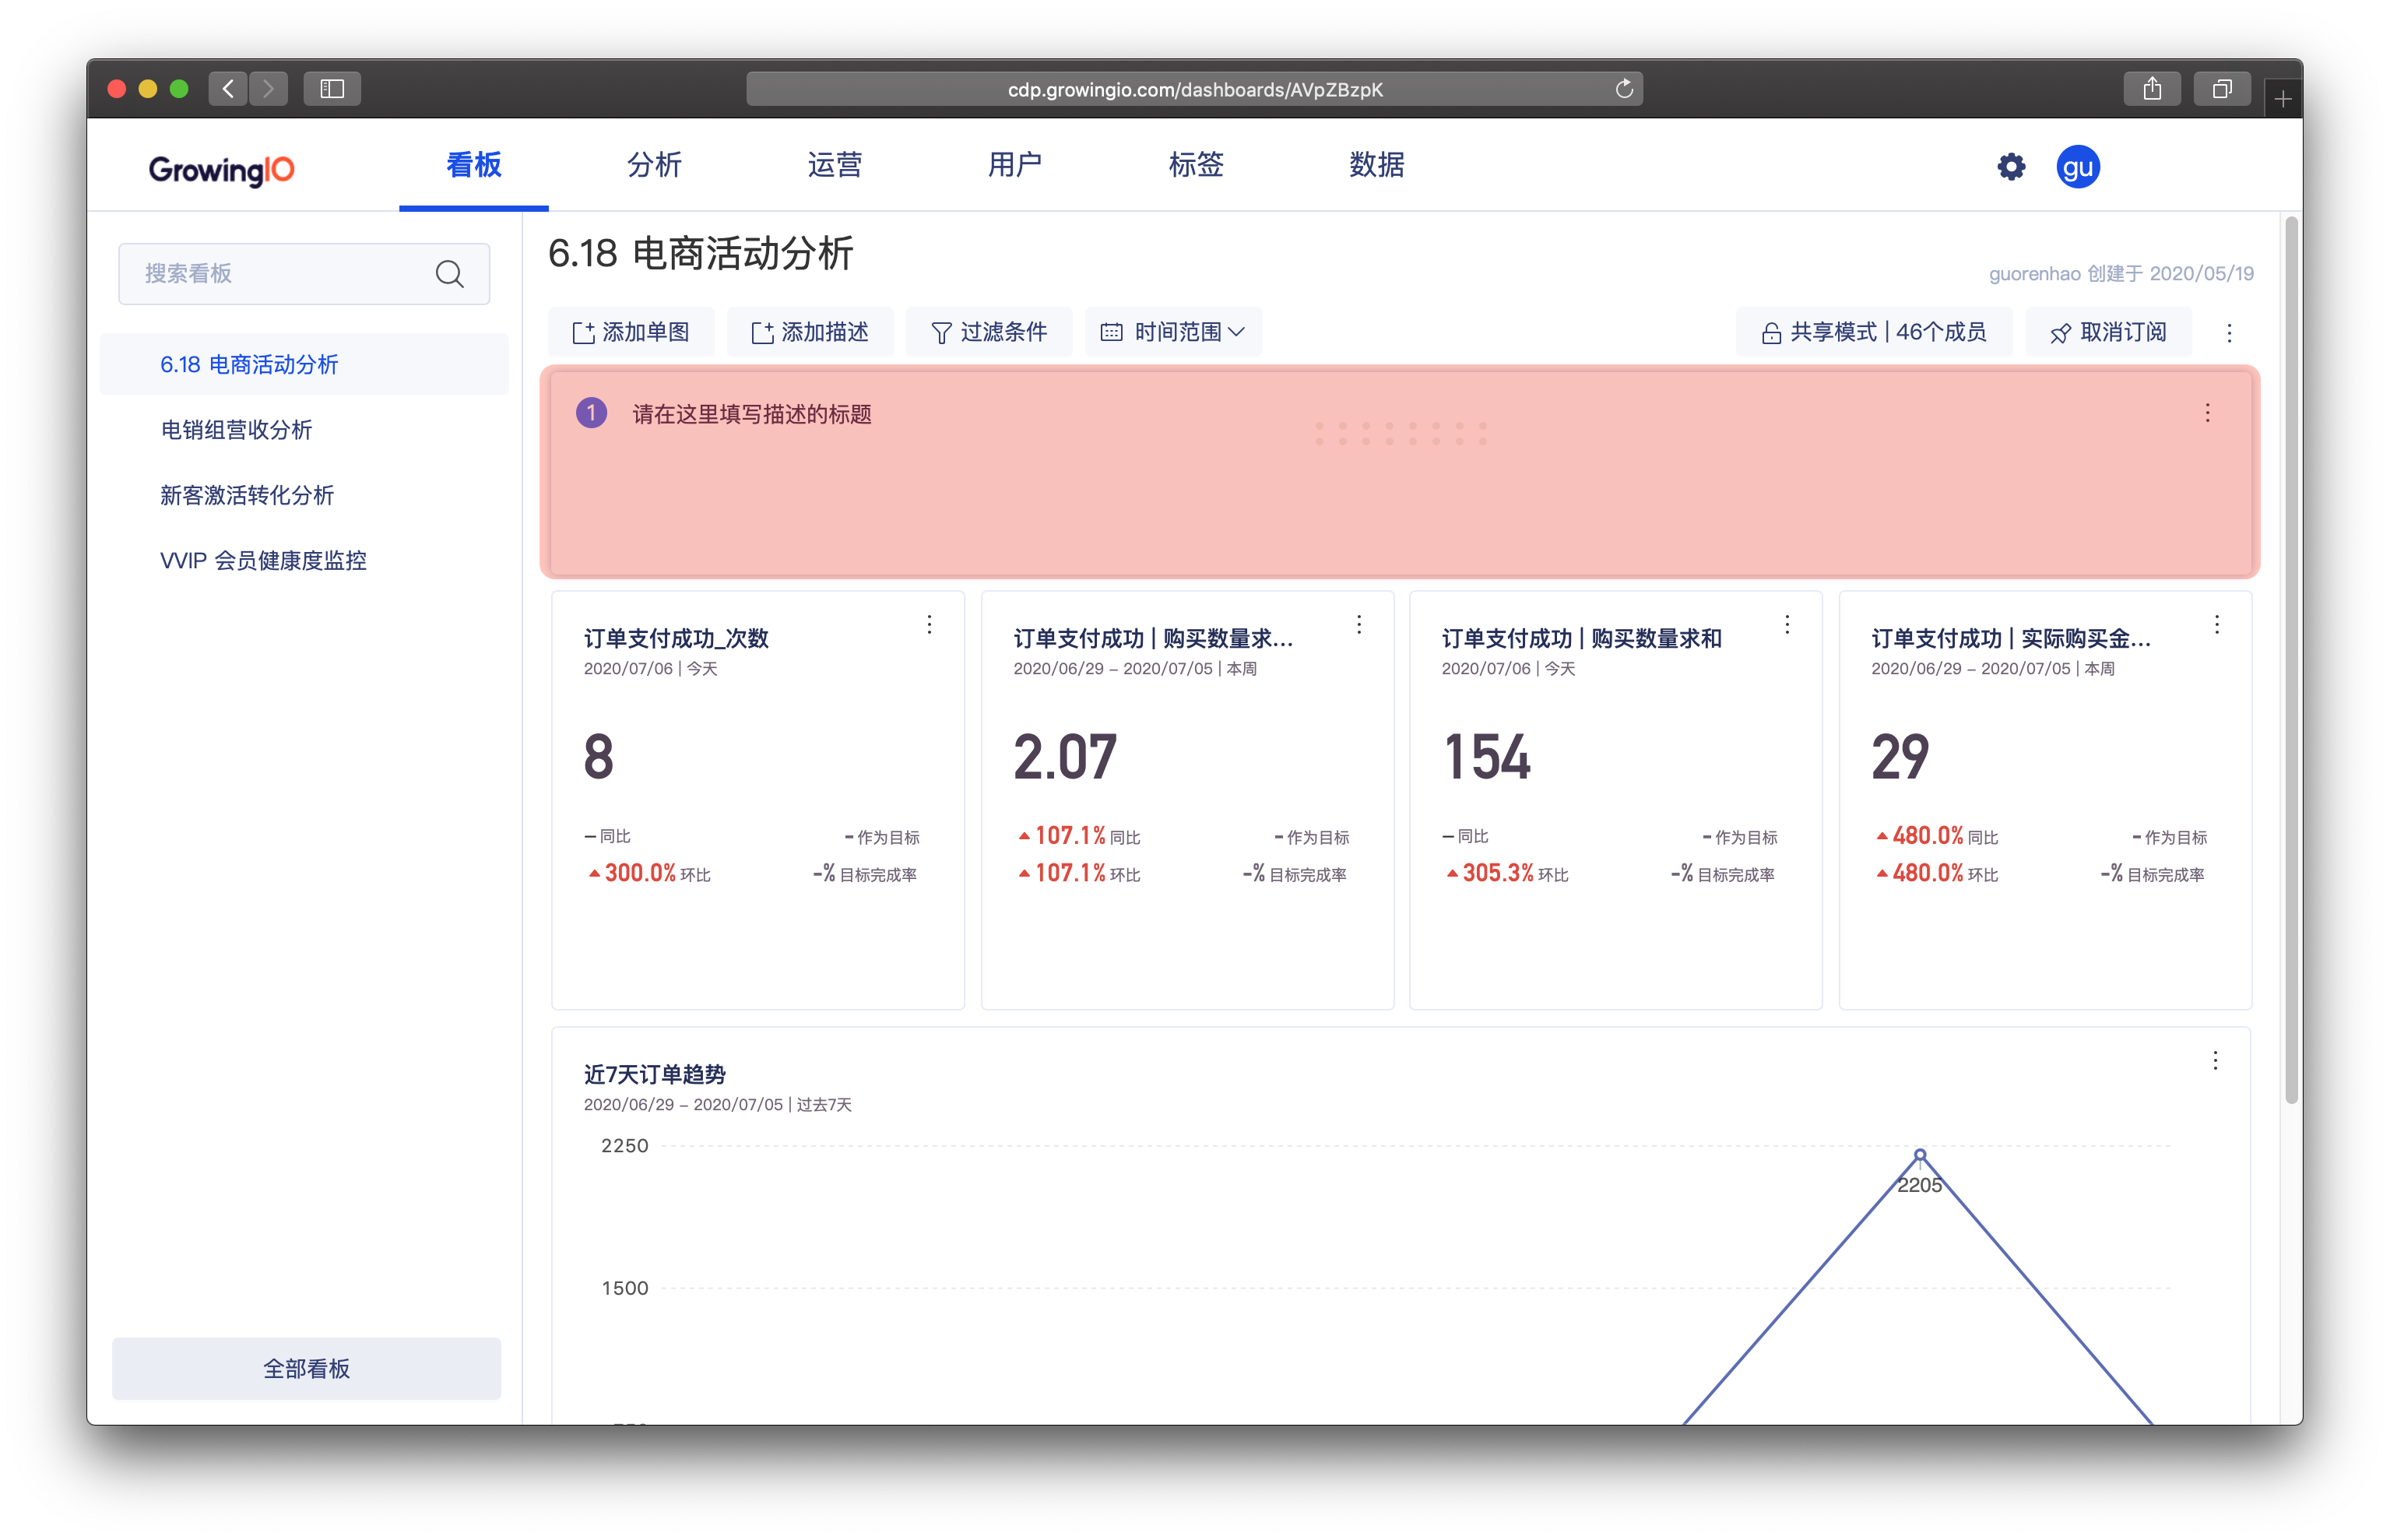 cdp.growingio.com/dashboards/AVpZBzpK
GrowingIO
看板
分析
运营
用户
标签
数据
gu
搜索看板
6.18 电商活动分析
电销组营收分析
新客激活转化分析
VVIP 会员健康度监控
全部看板
6.18 电商活动分析
guorenhao 创建于 2020/05/19
添加单图
添加描述
过滤条件
时间范围
共享模式 | 46个成员
取消订阅
1 请在这里填写描述的标题
订单支付成功_次数
2020/07/06 | 今天
8
– 同比
- 作为目标
300.0% 环比
-% 目标完成率
订单支付成功 | 购买数量求...
2020/06/29 – 2020/07/05 | 本周
2.07
107.1% 同比
- 作为目标
107.1% 环比
-% 目标完成率
订单支付成功 | 购买数量求和
2020/07/06 | 今天
154
– 同比
- 作为目标
305.3% 环比
-% 目标完成率
订单支付成功 | 实际购买金...
2020/06/29 – 2020/07/05 | 本周
29
480.0% 同比
- 作为目标
480.0% 环比
-% 目标完成率
近7天订单趋势
2020/06/29 – 2020/07/05 | 过去7天
2250
2205
1500